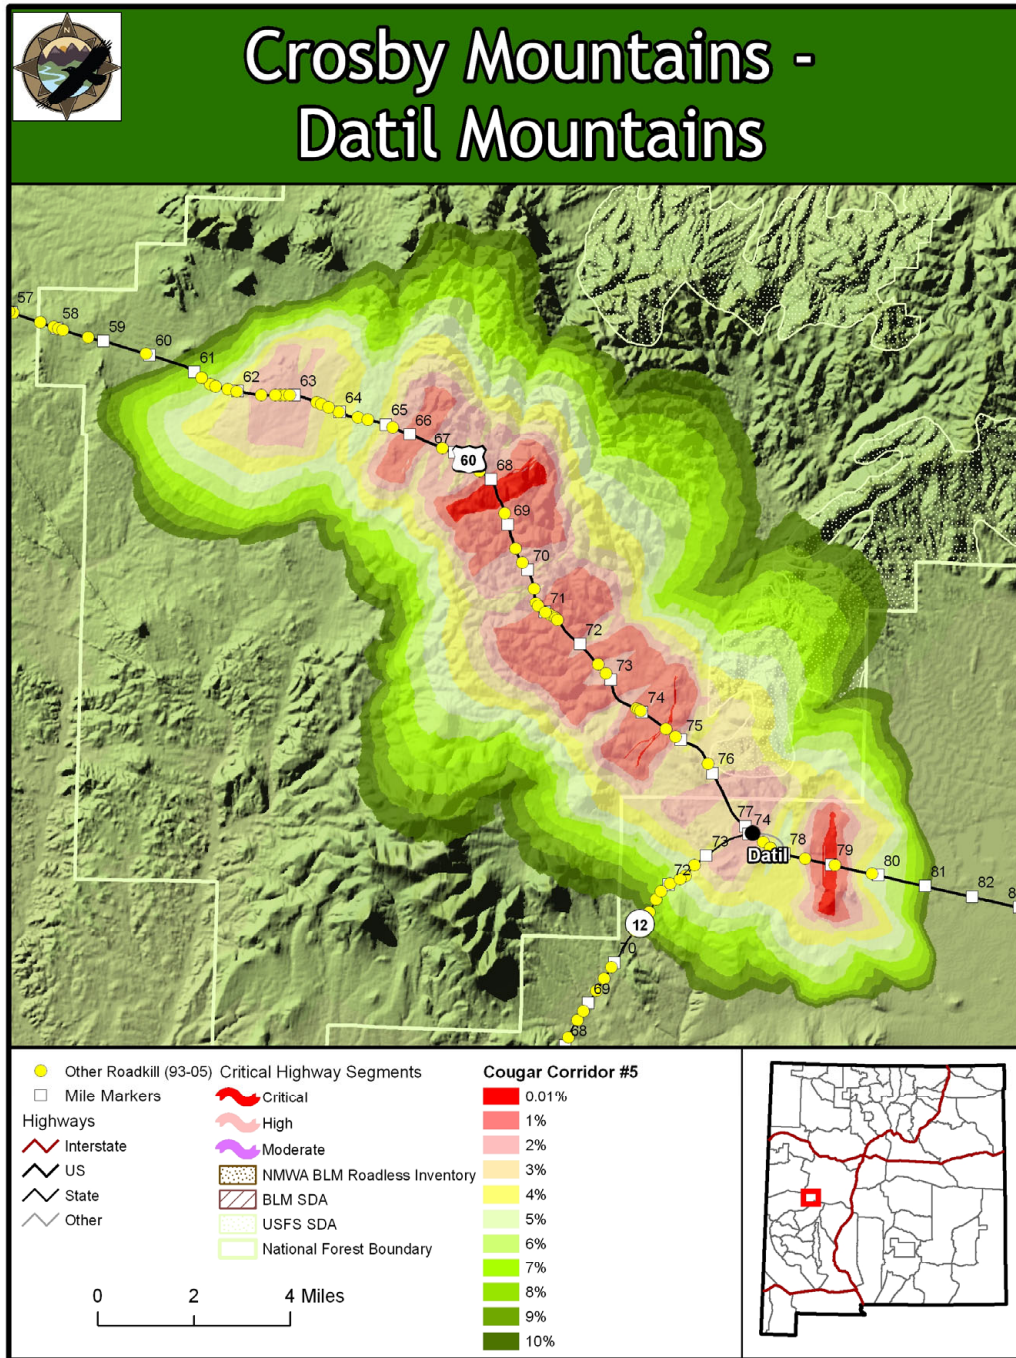 Crosby Mountains -
Datil Mountains
N
57
58
59
60
61
62
63
64
65
66
67
60
68
69
70
71
72
73
74
75
76
77
74
73
Datil
78
79
80
81
82
8
72
12
70
69
68
Other Roadkill (93-05)
Mile Markers
Highways
Interstate
US
State
Other
0 2 4 Miles
Critical Highway Segments
Critical
High
Moderate
NMWA BLM Roadless Inventory
BLM SDA
USFS SDA
National Forest Boundary
Cougar Corridor #5
0.01%
1%
2%
3%
4%
5%
6%
7%
8%
9%
10%